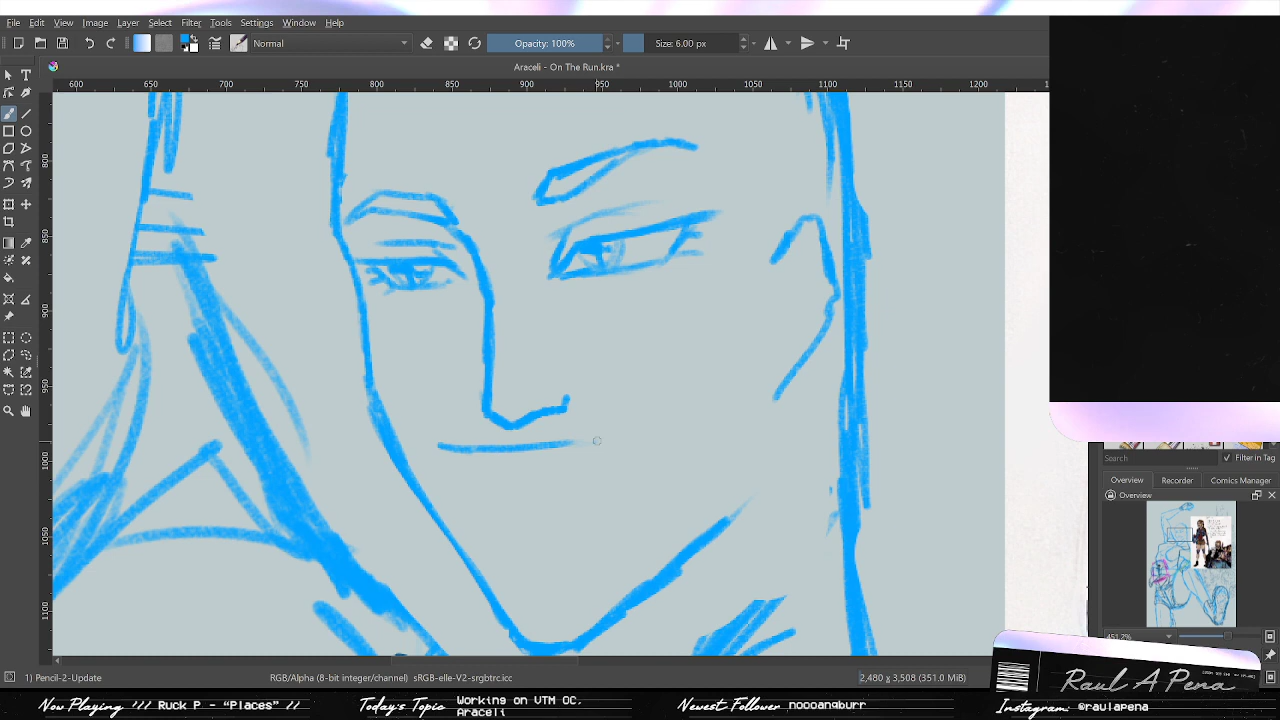 File Edit View Image Layer Select Filter Tools Settings Window Help
Normal Opacity: 100% Size: 6.00 px
Araceli - On The Run.kra *
600 650 700 750 800 850 900 950 1000 1050 1100 1150 1200
800
850
900
950
1000
1050
1100
Search Filter in Tag
Overview Recorder Comics Manager
Overview
451.2%
1) Pencil-2-Update RGB/Alpha (8-bit integer/channel) sRGB-elle-V2-srgbtrc.icc 2,480 x 3,508 (351.0 MiB)
Raul A Pena
Now Playing /// Ruck P - "Places" //
Today's Topic Working on VTM OC, Araceli
Newest Follower noooangburr
Instagram: @raulapena